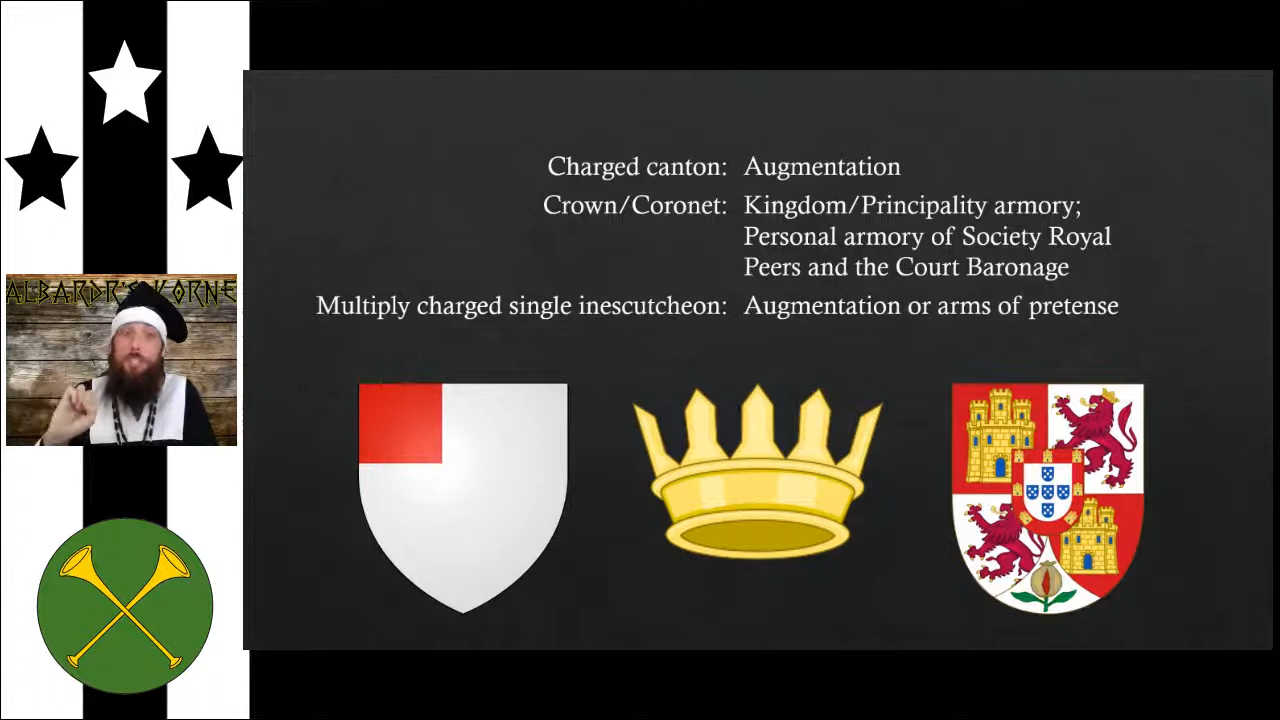 Charged canton: Augmentation
Crown/Coronet: Kingdom/Principality armory;
Personal armory of Society Royal
Peers and the Court Baronage
Multiply charged single inescutcheon: Augmentation or arms of pretense